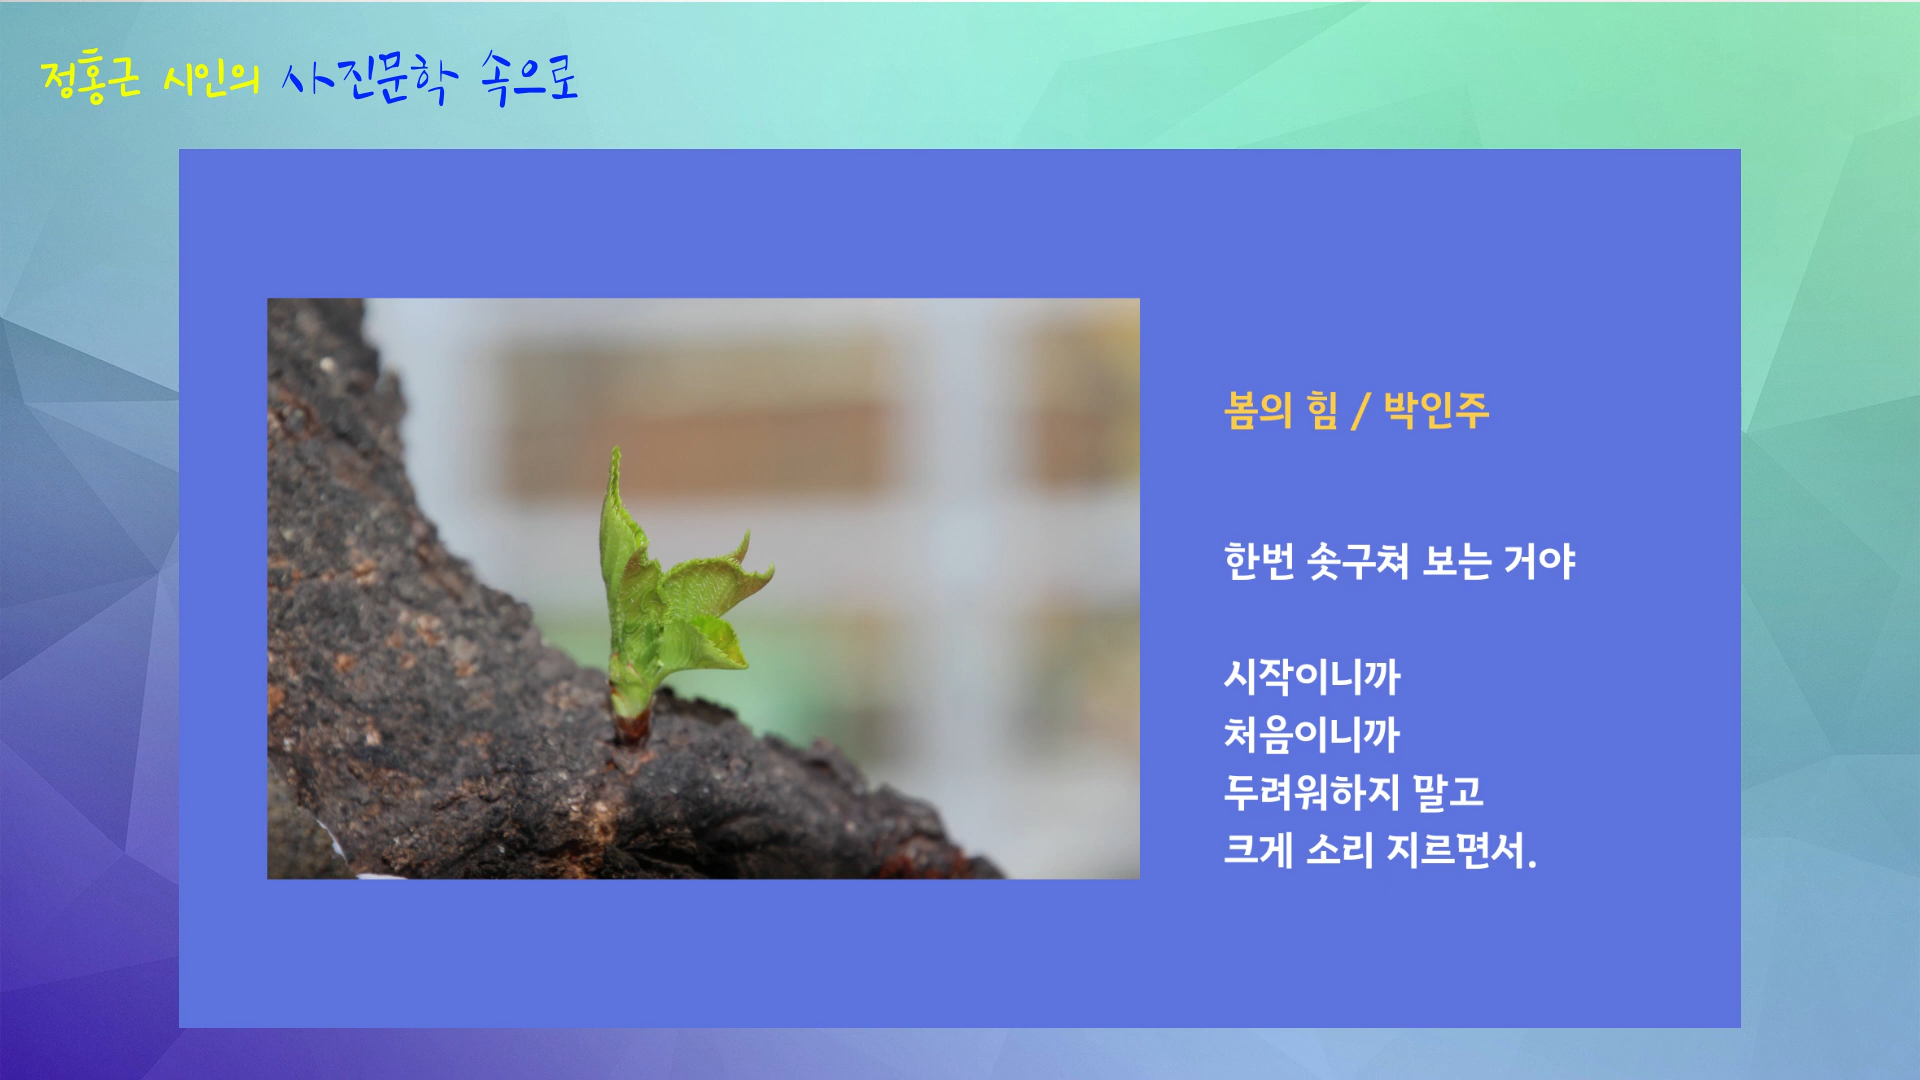 정홍근 시인의 사진문학 속으로
봄의 힘 / 박인주
한번 솟구쳐 보는 거야
시작이니까
처음이니까
두려워하지 말고
크게 소리 지르면서.